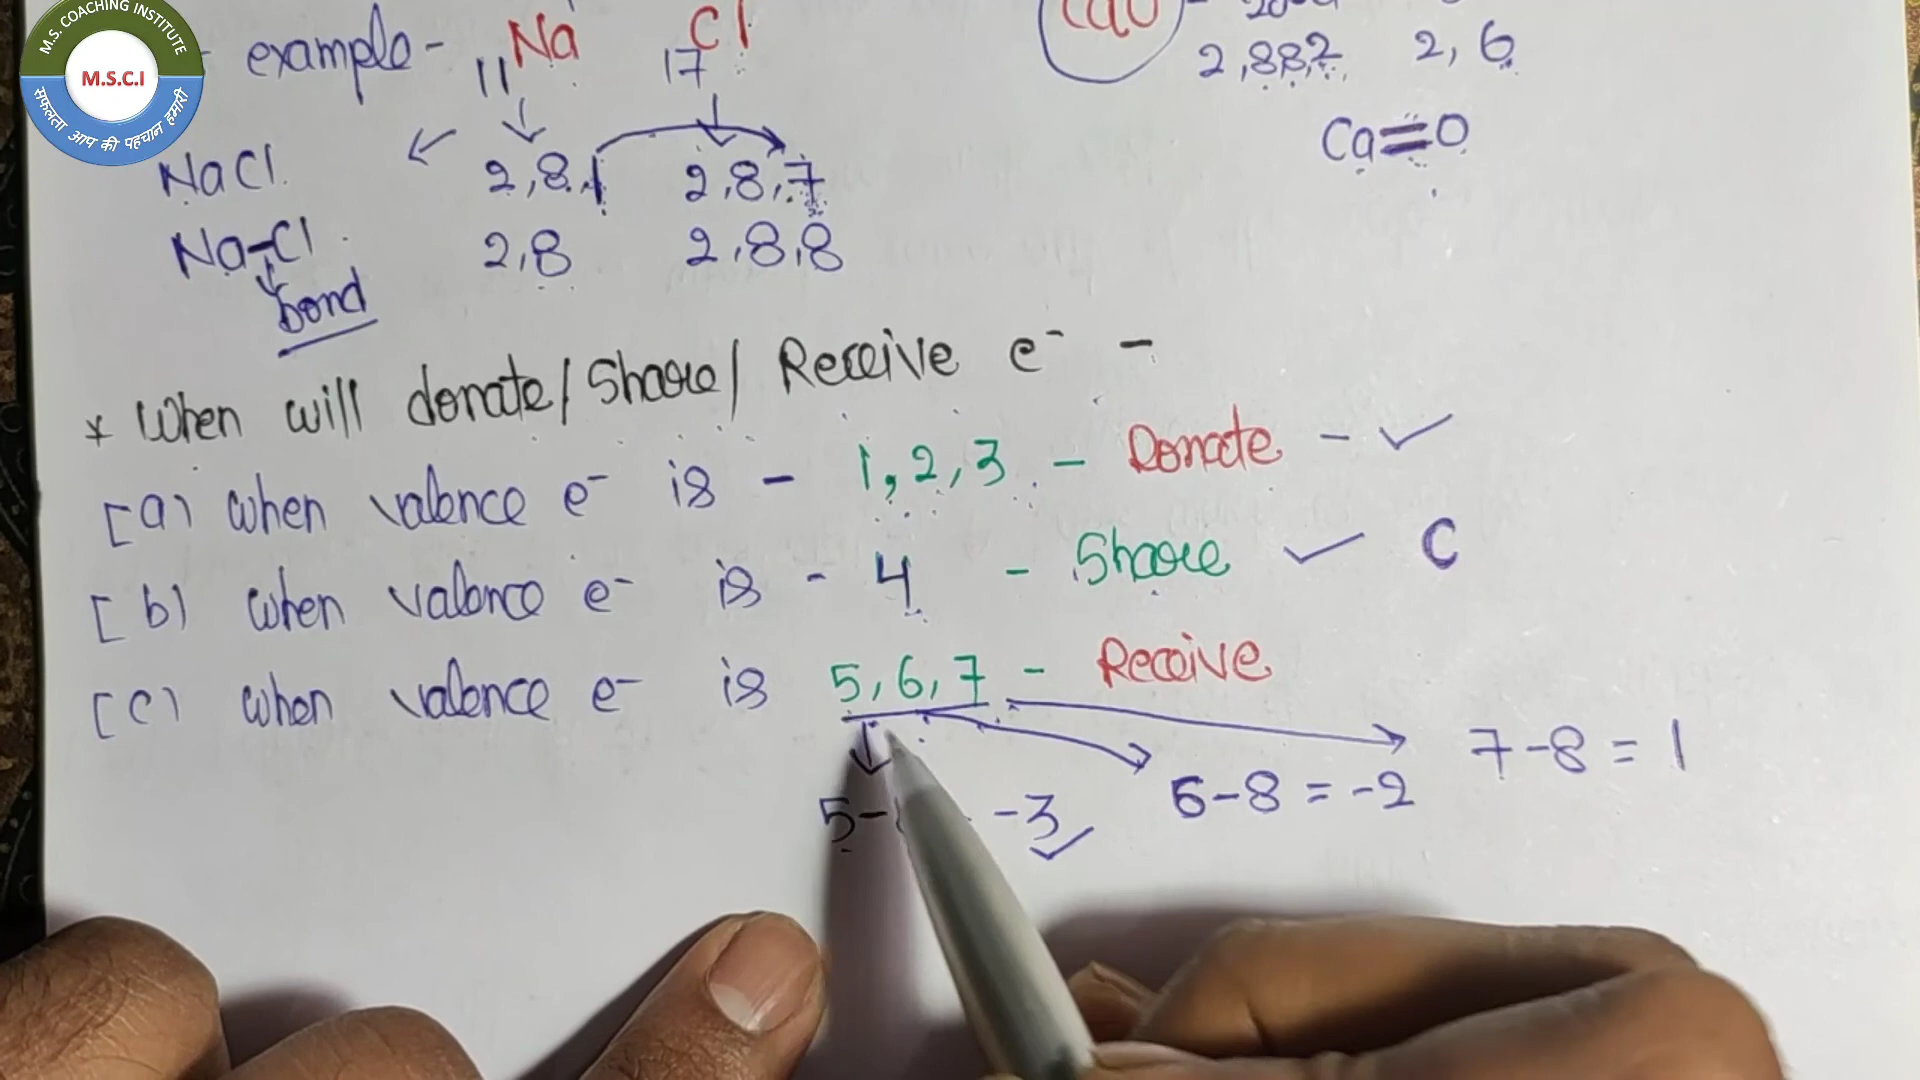 M.S. COACHING INSTITUTE
M.S.C.I
सफलता आप की पहचान हमारी
example - 11Na 17Cl
CaO
2,8,8,2 2,6
Ca=O
NaCl 2,8,1 2,8,7
Na-Cl 2,8 2,8,8
bond
* When will donate/Share/Receive e⁻ -
[a) when valence e⁻ is - 1,2,3 - Donate - ✓
[b) when valence e⁻ is - 4 - Share ✓ C
[c) when valence e⁻ is 5,6,7 - Receive
7-8 = 1
6-8 = -2
5- -3 ✓